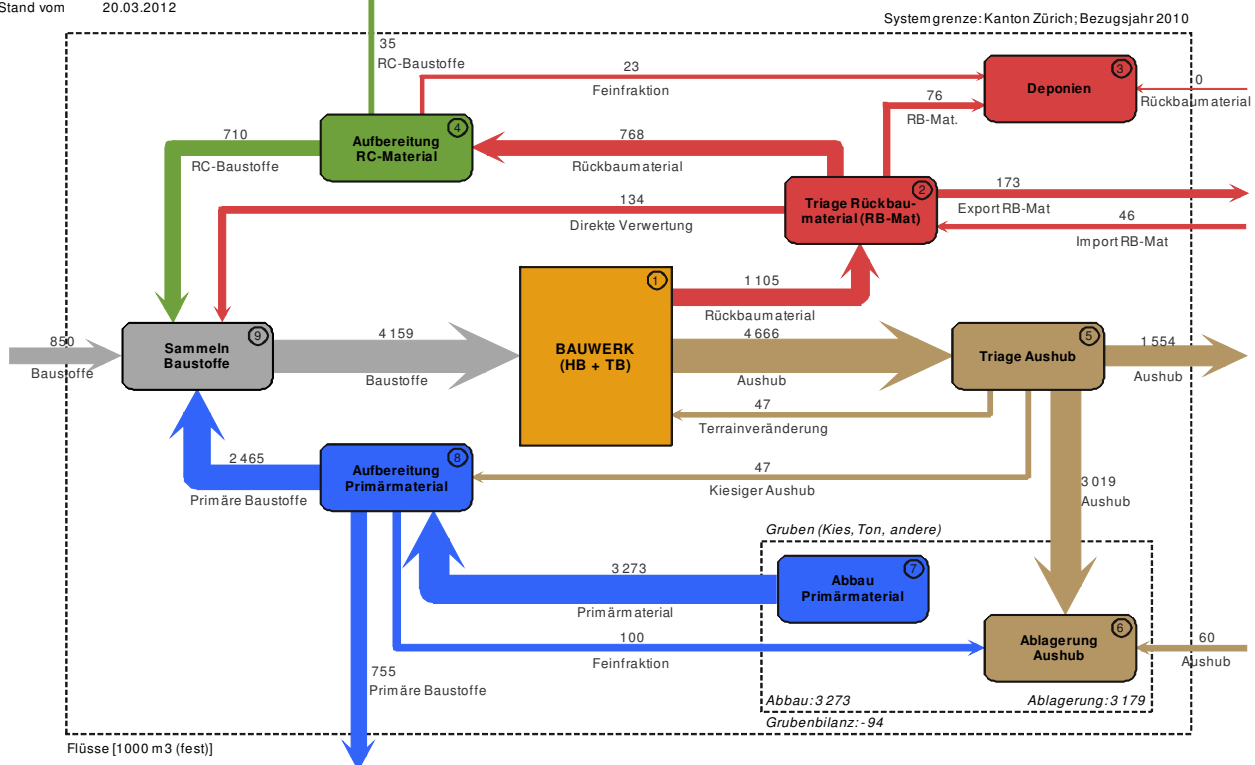 Stand vom 20.03.2012
Systemgrenze: Kanton Zürich; Bezugsjahr 2010
35
RC-Baustoffe
23
Feinfraktion
3
Deponien
0
Rückbaumaterial
76
RB-Mat.
4
Aufbereitung
RC-Material
710
RC-Baustoffe
768
Rückbaumaterial
2
Triage Rückbau-
material (RB-Mat)
173
Export RB-Mat
46
Import RB-Mat
134
Direkte Verwertung
1
BAUWERK
(HB + TB)
1 105
Rückbaumaterial
850
Baustoffe
9
Sammeln
Baustoffe
4 159
Baustoffe
4 666
Aushub
5
Triage Aushub
1 554
Aushub
47
Terrainveränderung
2 465
Primäre Baustoffe
8
Aufbereitung
Primärmaterial
47
Kiesiger Aushub
3 019
Aushub
Gruben (Kies, Ton, andere)
7
Abbau
Primärmaterial
3 273
Primärmaterial
6
Ablagerung
Aushub
100
Feinfraktion
60
Aushub
755
Primäre Baustoffe
Abbau: 3 273
Ablagerung: 3 179
Grubenbilanz: -94
Flüsse [1000 m3 (fest)]